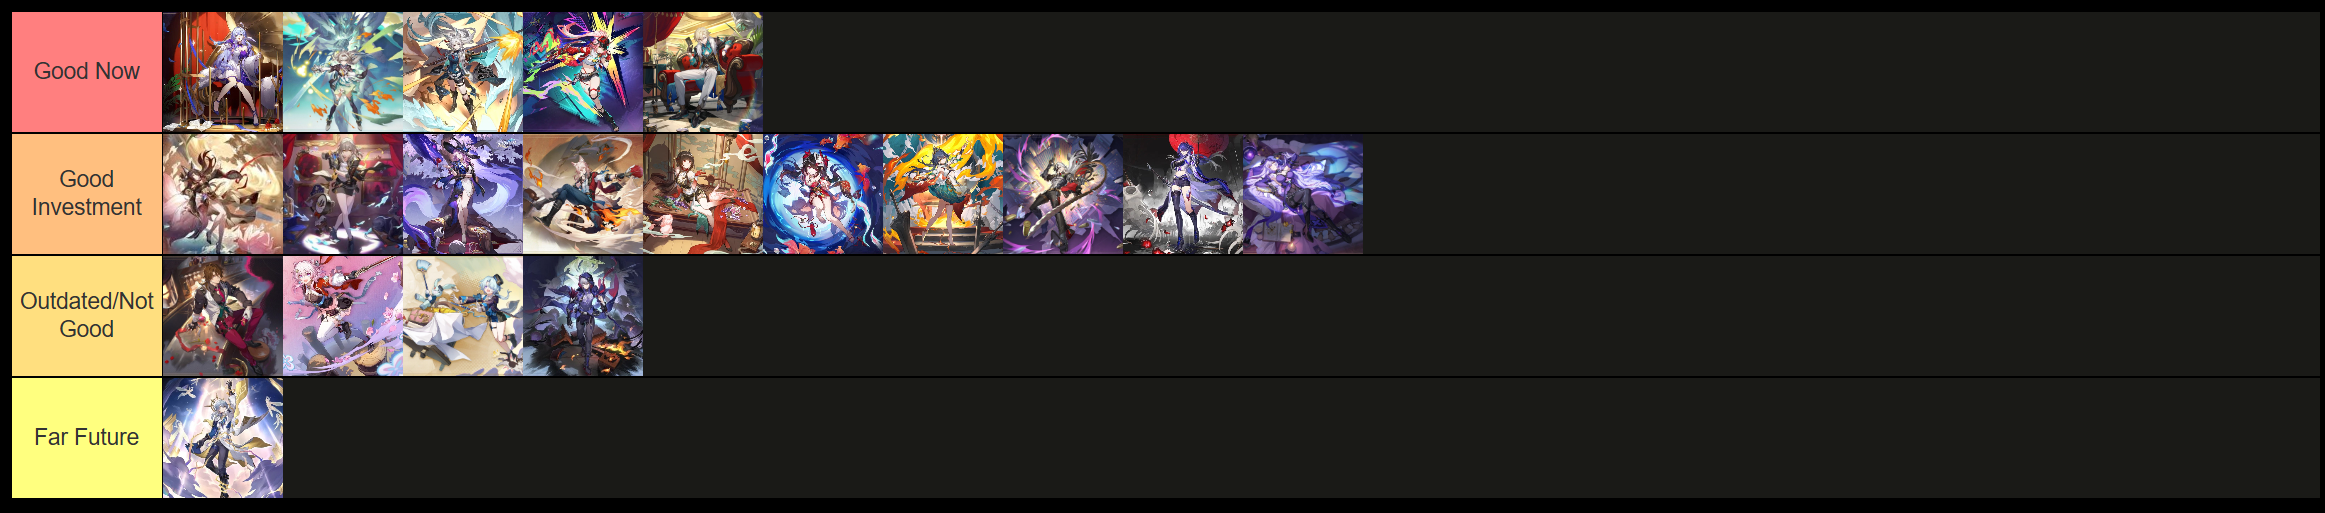 Good Now
Good
Investment
Outdated/Not
Good
Far Future